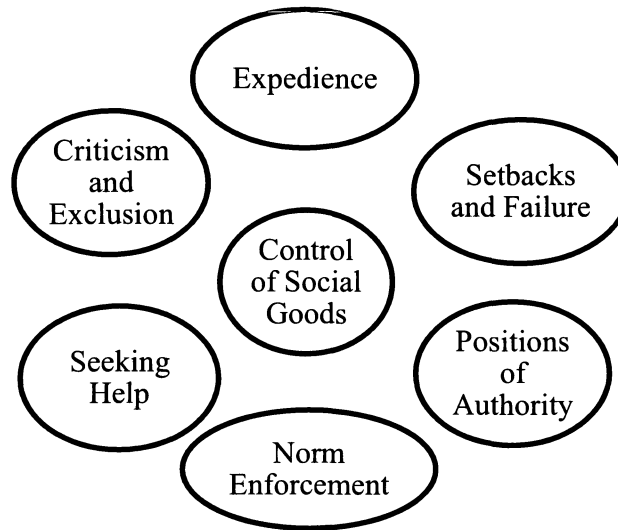 Expedience
Criticism
and
Exclusion
Setbacks
and Failure
Control
of Social
Goods
Seeking
Help
Positions
of
Authority
Norm
Enforcement